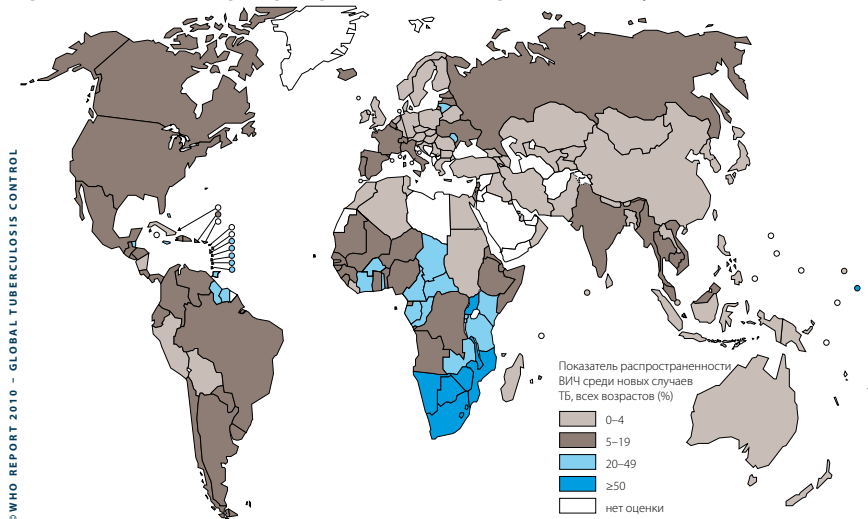 © WHO REPORT 2010 – GLOBAL TUBERCULOSIS CONTROL
Показатель распространенности
ВИЧ среди новых случаев
ТБ, всех возрастов (%)
0–4
5–19
20–49
≥50
нет оценки